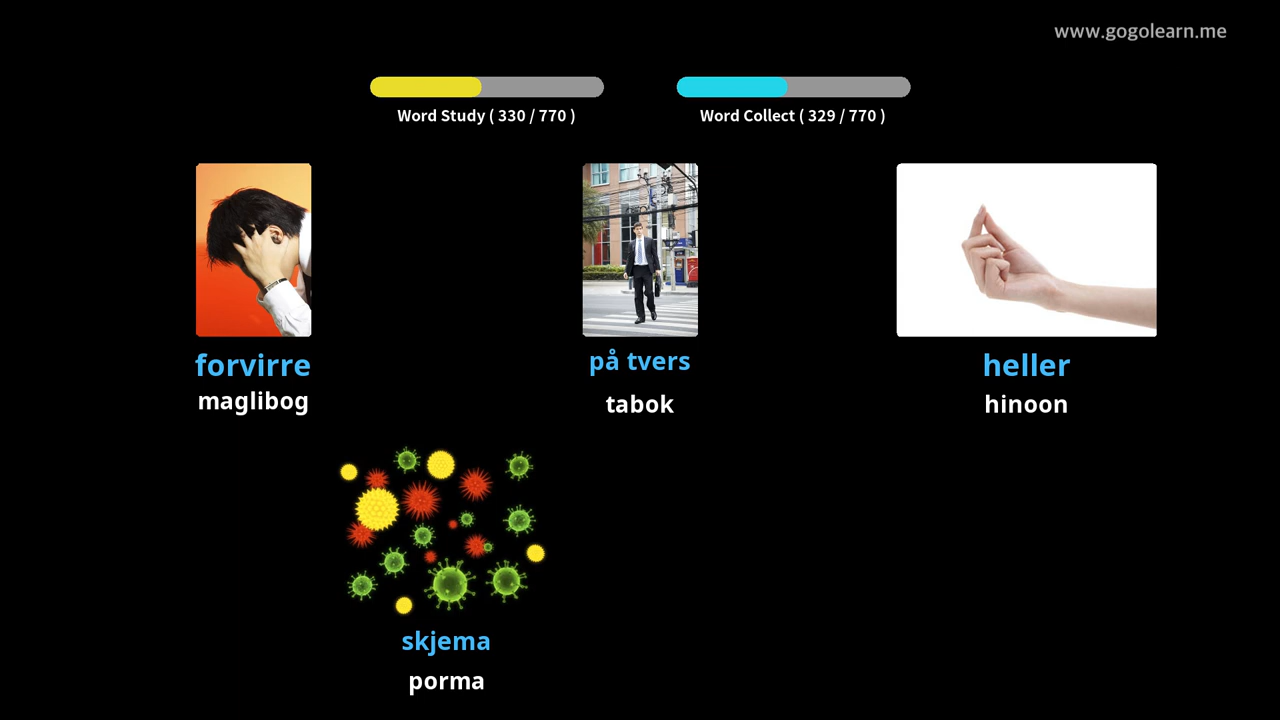 www.gogolearn.me
Word Study ( 330 / 770 )
Word Collect ( 329 / 770 )
forvirre
maglibog
på tvers
tabok
heller
hinoon
skjema
porma